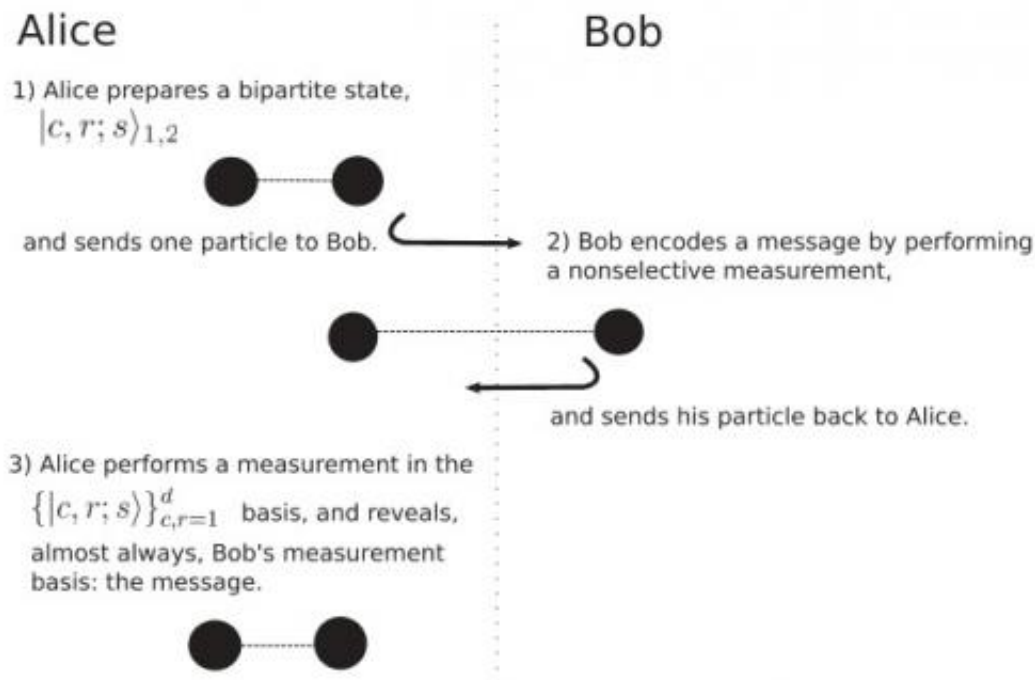 Alice
Bob
1) Alice prepares a bipartite state,
|c, r; s⟩1,2
and sends one particle to Bob.
2) Bob encodes a message by performing
a nonselective measurement,
and sends his particle back to Alice.
3) Alice performs a measurement in the
{|c, r; s⟩}^d_{c,r=1} basis, and reveals,
almost always, Bob's measurement
basis: the message.